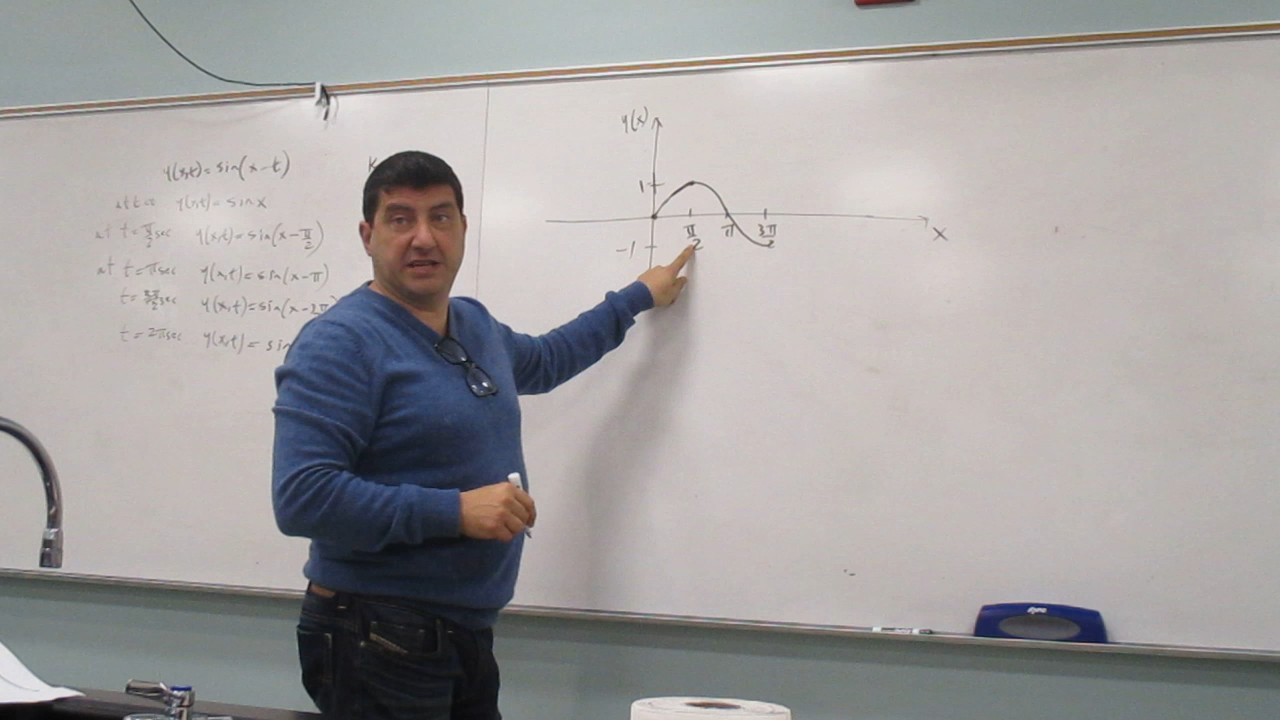 y(x,t)=sin(x-t)
K
at t=0 y(x,t)=sin x
at t=π/2 sec y(x,t)=sin(x-π/2)
at t=π sec y(x,t)=sin(x-π)
t=3π/2 sec y(x,t)=sin(x-3π
t=2π sec y(x,t)=sin
y(x)
1
-1
π/2 π 3π/2
x
expo